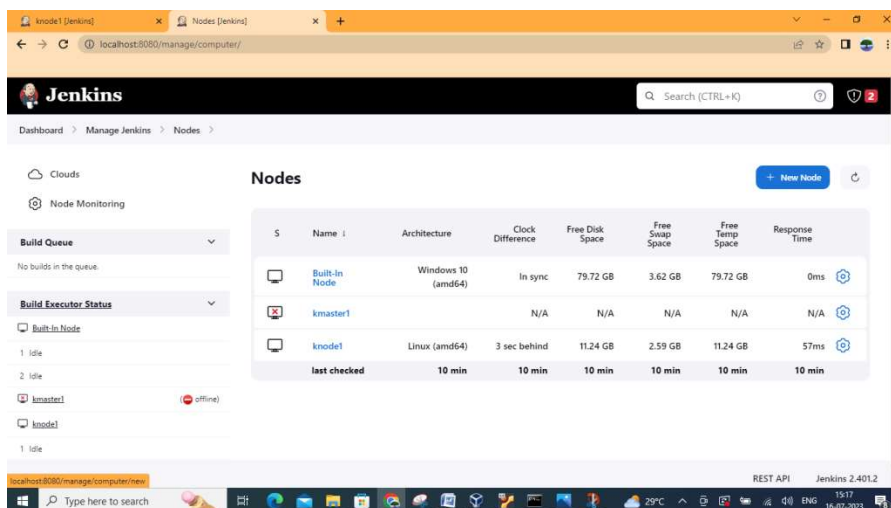 knode1 [Jenkins]
Nodes [Jenkins]
localhost:8080/manage/computer/
Jenkins
Search (CTRL+K)
2
Dashboard > Manage Jenkins > Nodes >
Clouds
Node Monitoring
Build Queue
No builds in the queue.
Build Executor Status
Built-In Node
1 Idle
2 Idle
kmaster1 (offline)
knode1
1 Idle
Nodes
+ New Node
S Name ↓ Architecture Clock Difference Free Disk Space Free Swap Space Free Temp Space Response Time
Built-In Node Windows 10 (amd64) In sync 79.72 GB 3.62 GB 79.72 GB 0ms
kmaster1 N/A N/A N/A N/A N/A
knode1 Linux (amd64) 3 sec behind 11.24 GB 2.59 GB 11.24 GB 57ms
last checked 10 min 10 min 10 min 10 min 10 min 10 min
REST API Jenkins 2.401.2
localhost:8080/manage/computer/new
Type here to search
29°C ENG 15:17
16-07-2023